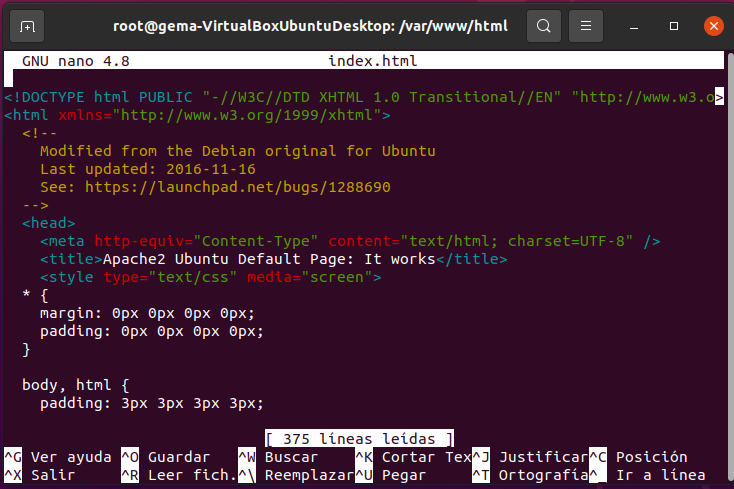 root@gema-VirtualBoxUbuntuDesktop: /var/www/html
GNU nano 4.8 index.html
<!DOCTYPE html PUBLIC "-//W3C//DTD XHTML 1.0 Transitional//EN" "http://www.w3.o>
<html xmlns="http://www.w3.org/1999/xhtml">
  <!--
    Modified from the Debian original for Ubuntu
    Last updated: 2016-11-16
    See: https://launchpad.net/bugs/1288690
  -->
  <head>
    <meta http-equiv="Content-Type" content="text/html; charset=UTF-8" />
    <title>Apache2 Ubuntu Default Page: It works</title>
    <style type="text/css" media="screen">
  * {
    margin: 0px 0px 0px 0px;
    padding: 0px 0px 0px 0px;
  }
  body, html {
    padding: 3px 3px 3px 3px;
[ 375 líneas leídas ]
^G Ver ayuda ^O Guardar ^W Buscar ^K Cortar Tex^J Justificar^C Posición
^X Salir ^R Leer fich.^\ Reemplazar^U Pegar ^T Ortografía^_ Ir a línea